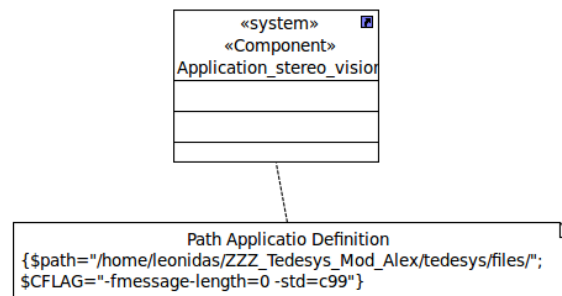 «system»
«Component»
Application_stereo_vision
Path Applicatio Definition
{$path="/home/leonidas/ZZZ_Tedesys_Mod_Alex/tedesys/files/";
$CFLAG="-fmessage-length=0 -std=c99"}